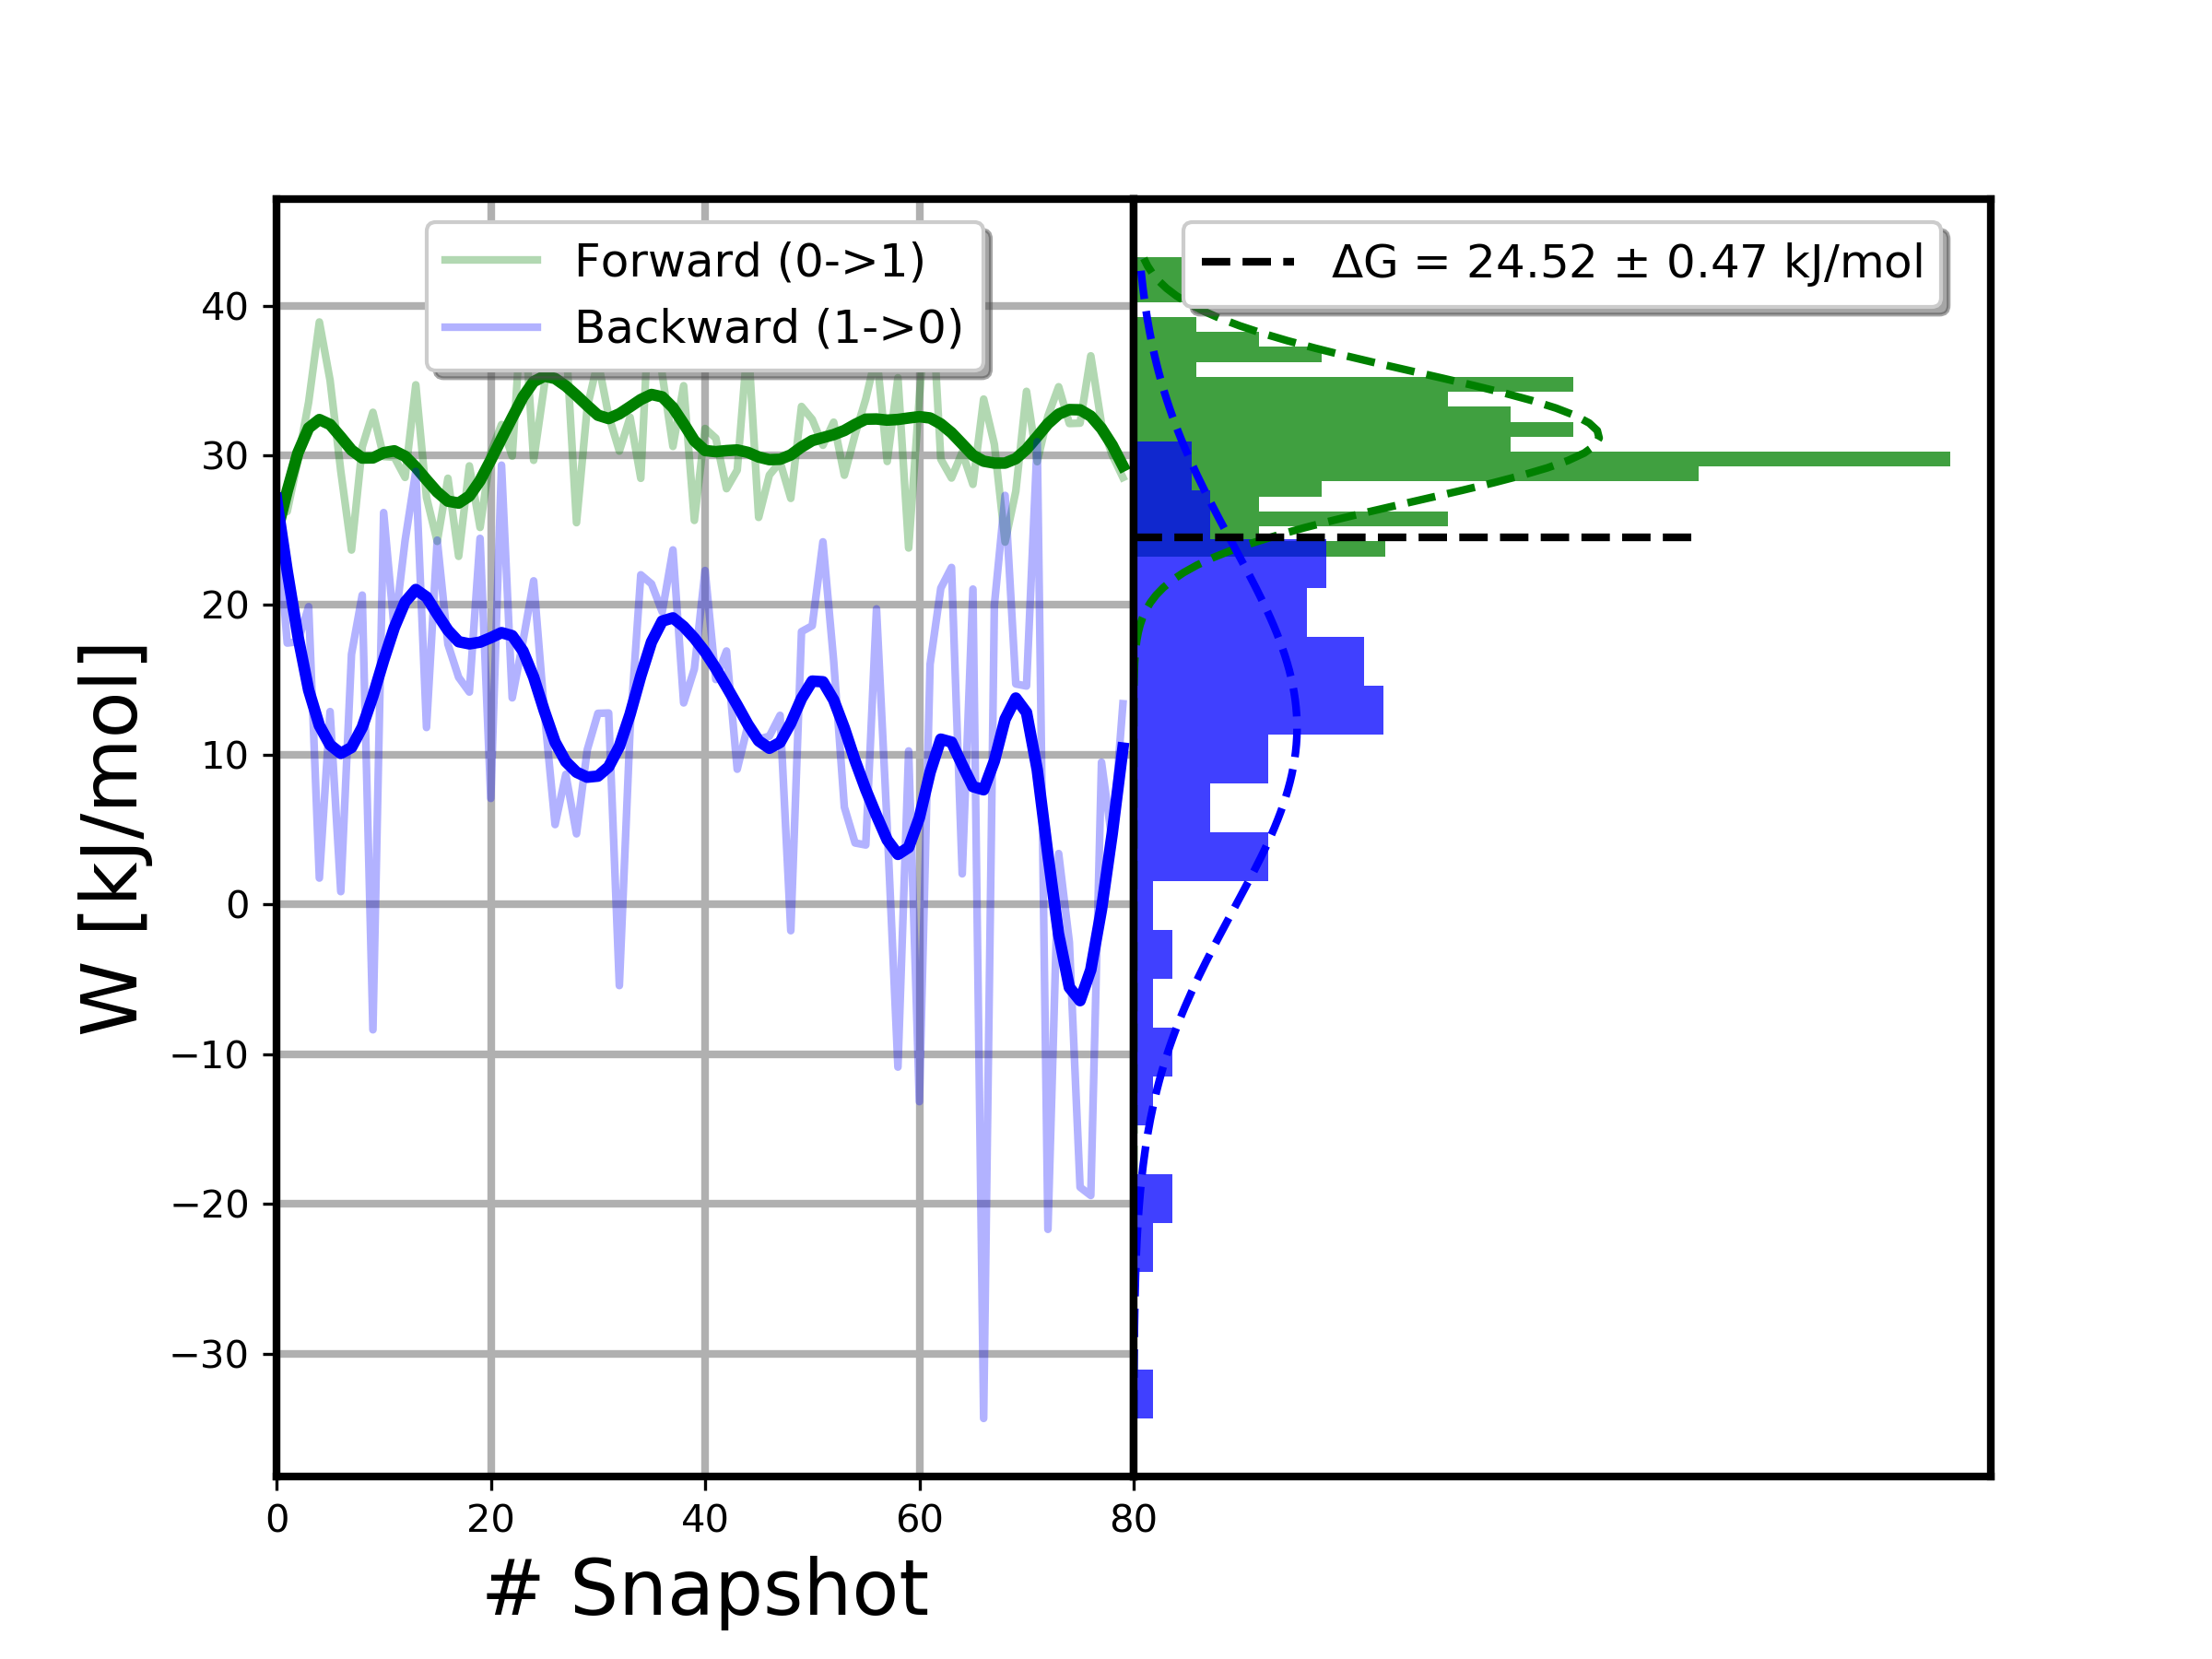 Forward (0->1)
Backward (1->0)
ΔG = 24.52 ± 0.47 kJ/mol
W [kJ/mol]
40
30
20
10
0
−10
−20
−30
0 20 40 60 80
# Snapshot